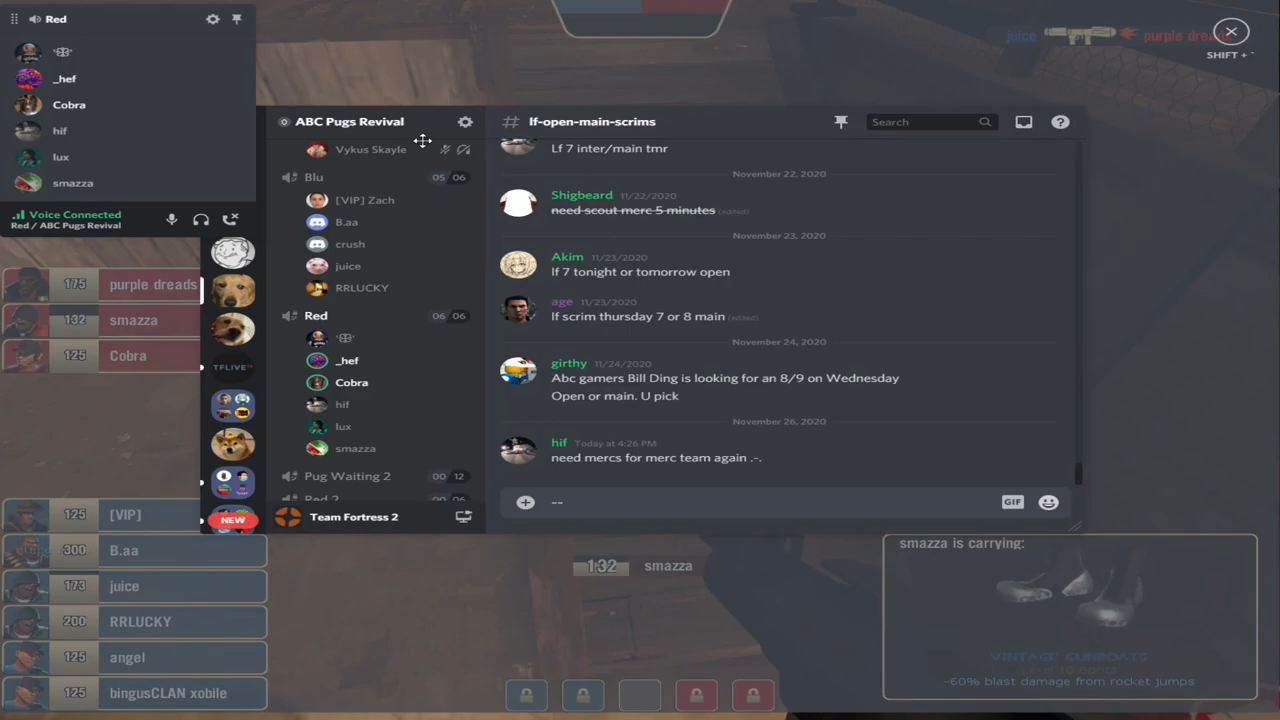 Red
_hef
Cobra
hif
lux
smazza
Voice Connected
Red / ABC Pugs Revival
175 purple dreads
132 smazza
125 Cobra
TFLIVE
NEW
ABC Pugs Revival
Vykus Skayle
Blu 05 06
[VIP] Zach
B.aa
crush
juice
RRLUCKY
Red 06 06
_hef
Cobra
hif
lux
smazza
Pug Waiting 2 00 12
Red 2 00 06
Team Fortress 2
# lf-open-main-scrims
Search
Lf 7 inter/main tmr
November 22, 2020
Shigbeard 11/22/2020
need scout merc 5 minutes (edited)
November 23, 2020
Akim 11/23/2020
lf 7 tonight or tomorrow open
age 11/23/2020
lf scrim thursday 7 or 8 main (edited)
November 24, 2020
girthy 11/24/2020
Abc gamers Bill Ding is looking for an 8/9 on Wednesday
Open or main. U pick
November 26, 2020
hif Today at 4:26 PM
need mercs for merc team again .-.
--
GIF
juice purple dreads
SHIFT + `
125 [VIP]
300 B.aa
173 juice
200 RRLUCKY
125 angel
125 bingusCLAN xobile
132 smazza
smazza is carrying:
VINTAGE GUNBOATS
-60% blast damage from rocket jumps